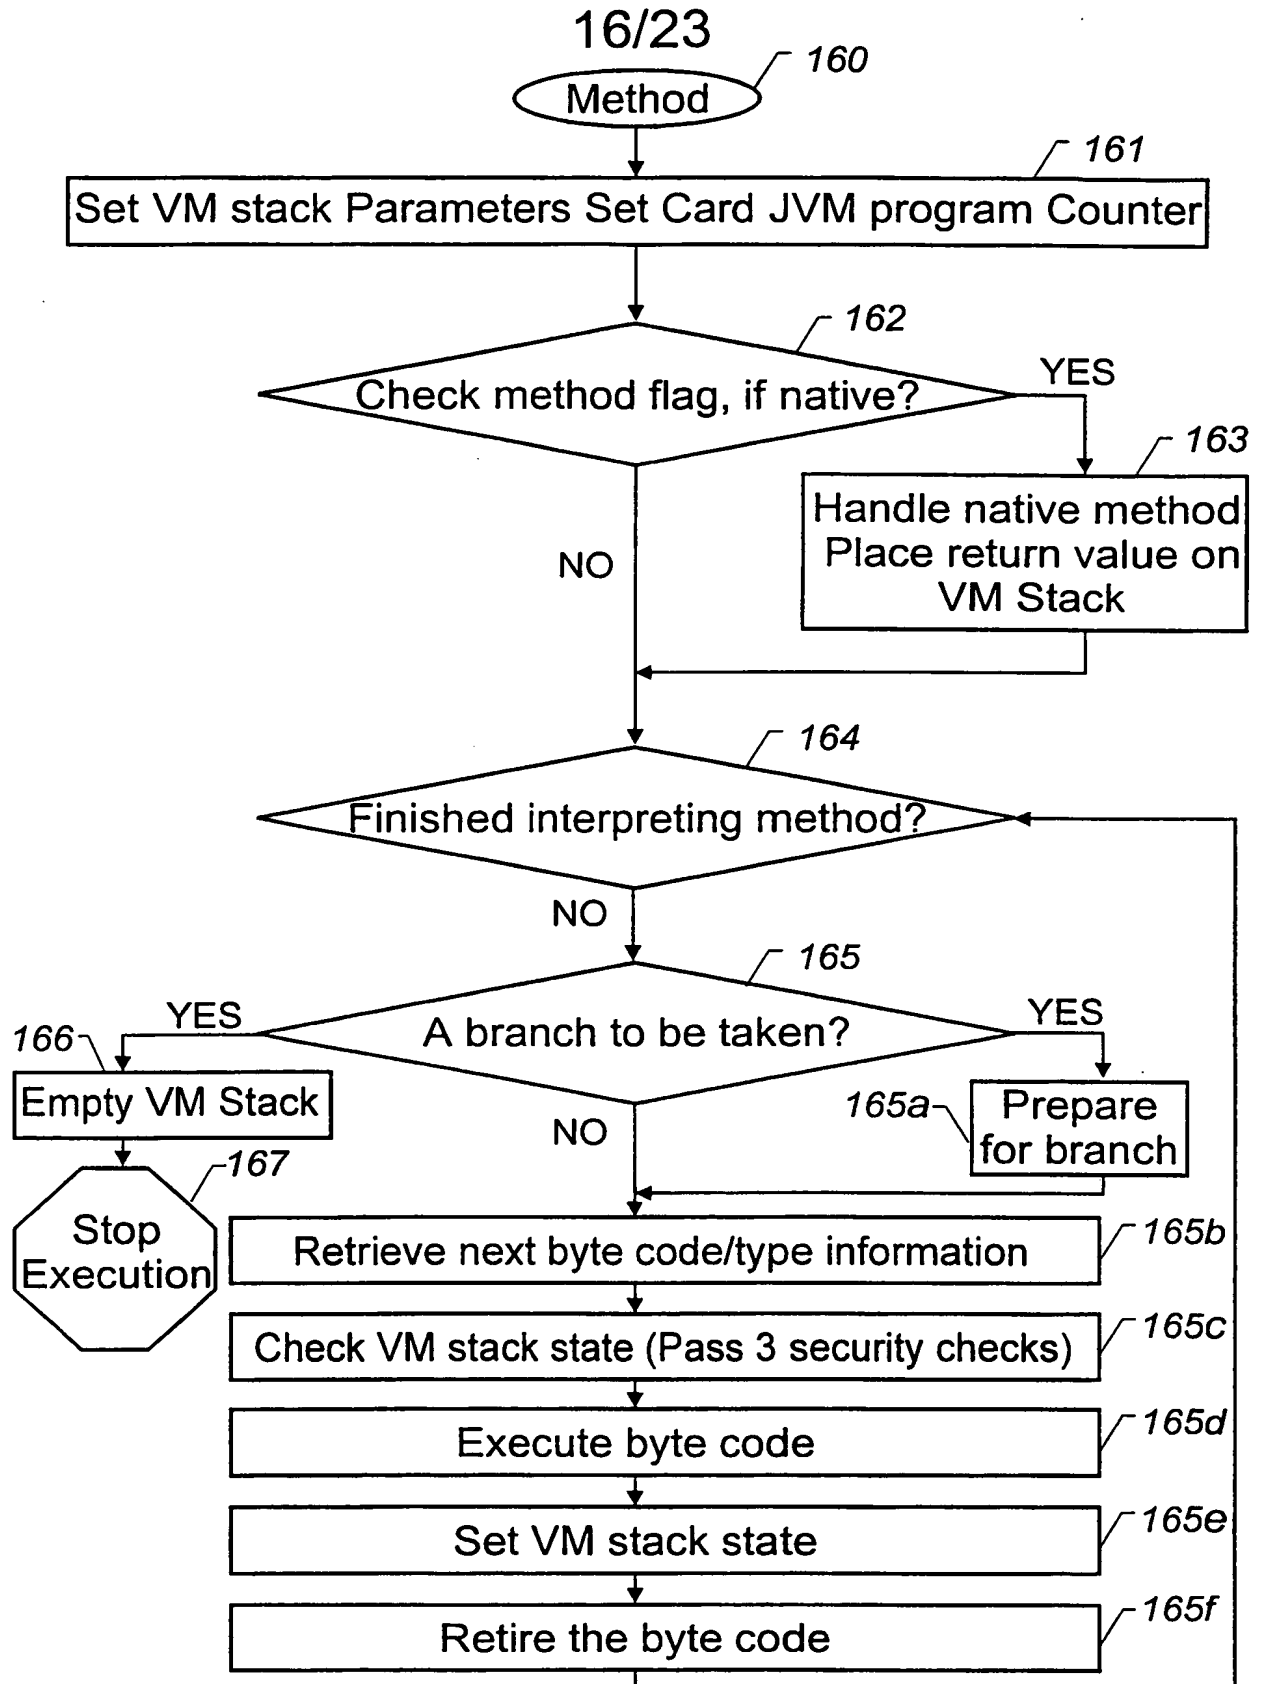 16/23
160
Method
161
Set VM stack Parameters Set Card JVM program Counter
162
Check method flag, if native?
YES
163
Handle native method
Place return value on
VM Stack
NO
164
Finished interpreting method?
NO
165
A branch to be taken?
YES
YES
166
Empty VM Stack
165a
Prepare
for branch
NO
167
Stop
Execution
165b
Retrieve next byte code/type information
165c
Check VM stack state (Pass 3 security checks)
165d
Execute byte code
165e
Set VM stack state
165f
Retire the byte code